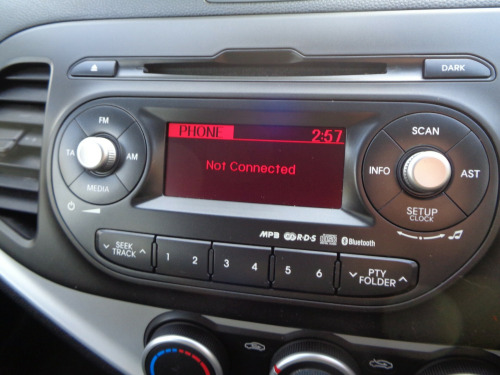 DARK
PHONE 2:57
Not Connected
FM
TA
AM
MEDIA
SCAN
INFO
AST
SETUP
CLOCK
MP3 R·D·S Bluetooth
SEEK
TRACK
1 2
3 4
5 6
PTY
FOLDER